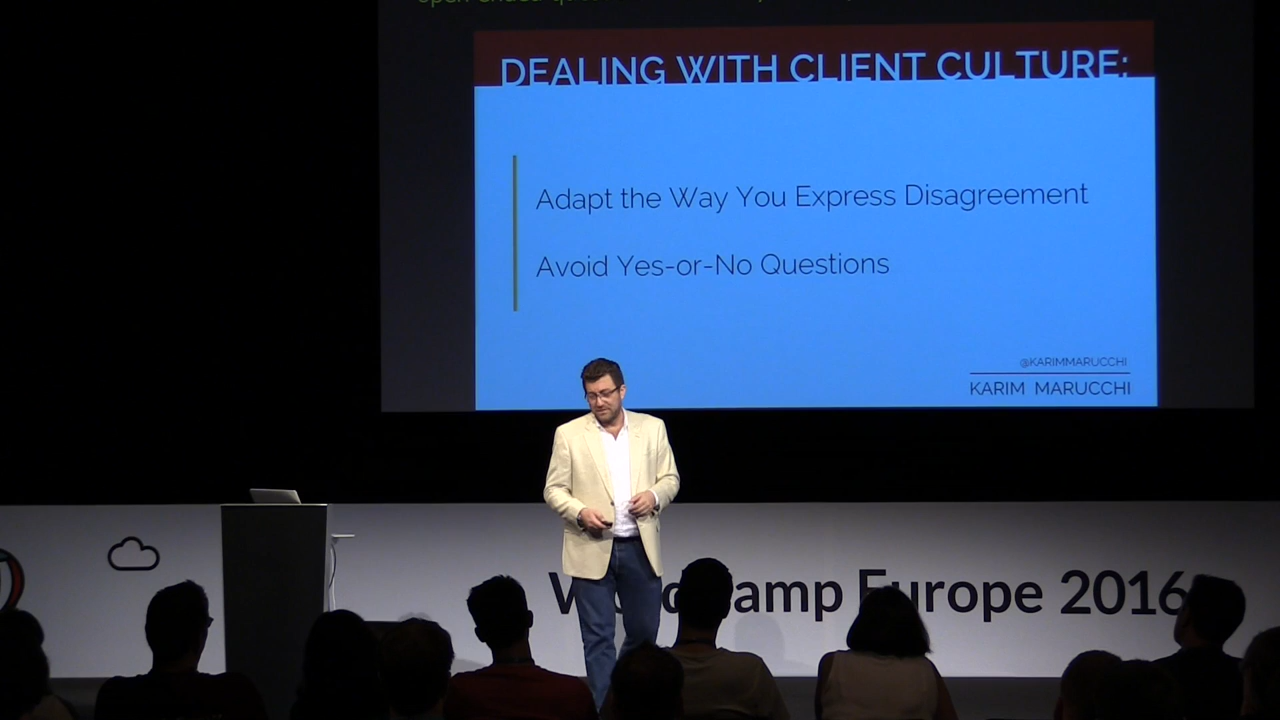 DEALING WITH CLIENT CULTURE:
Adapt the Way You Express Disagreement
Avoid Yes-or-No Questions
@KARIMMARUCCHI
KARIM MARUCCHI
WordCamp Europe 2016